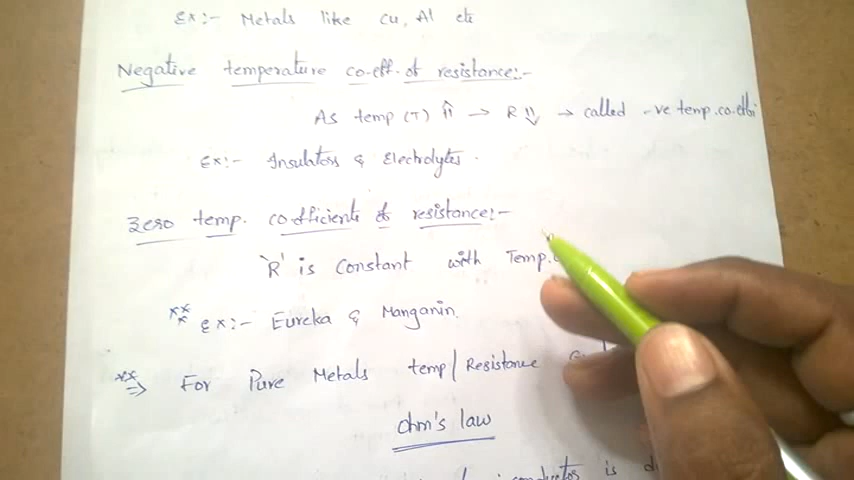 Ex:- Metals like Cu, Al etc
Negative temperature co-eff. of resistance:-
As temp (T) ⇑ → R ⇓ → called -ve temp. co-effi
Ex:- Insulators & Electrolytes.
Zero temp. coefficients of resistance:-
'R' is Constant with Temp.
** * Ex:- Eureka & Manganin.
** ⇒ For Pure Metals temp/Resistance
ohm's law
is